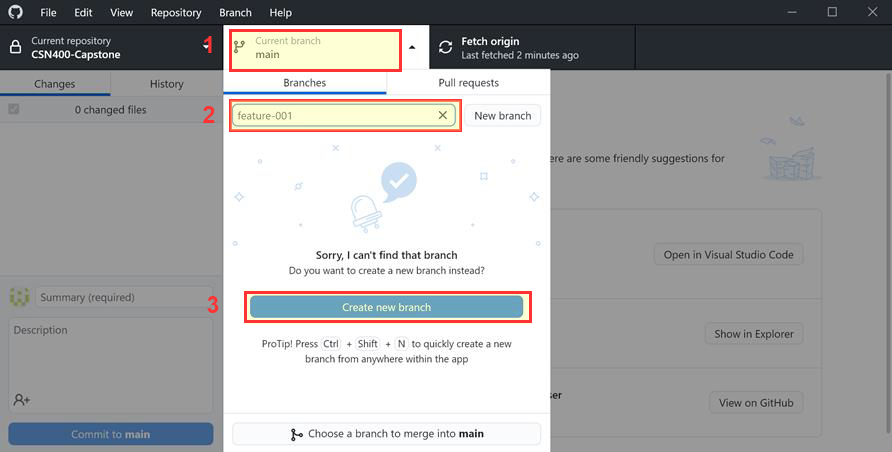 File Edit View Repository Branch Help
Current repository
CSN400-Capstone
1
Current branch
main
Fetch origin
Last fetched 2 minutes ago
Changes
History
0 changed files
Branches
Pull requests
2
feature-001
New branch
ere are some friendly suggestions for
Sorry, I can't find that branch
Do you want to create a new branch instead?
3
Create new branch
ProTip! Press Ctrl + Shift + N to quickly create a new
branch from anywhere within the app
Choose a branch to merge into main
Summary (required)
Description
Commit to main
Open in Visual Studio Code
Show in Explorer
ser
View on GitHub